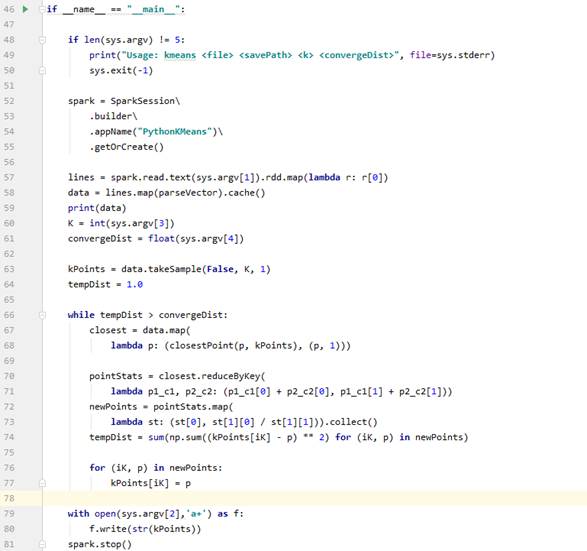 46 if __name__ == "__main__":
47
48     if len(sys.argv) != 5:
49         print("Usage: kmeans <file> <savePath> <k> <convergeDist>", file=sys.stderr)
50         sys.exit(-1)
51
52     spark = SparkSession\
53         .builder\
54         .appName("PythonKMeans")\
55         .getOrCreate()
56
57     lines = spark.read.text(sys.argv[1]).rdd.map(lambda r: r[0])
58     data = lines.map(parseVector).cache()
59     print(data)
60     K = int(sys.argv[3])
61     convergeDist = float(sys.argv[4])
62
63     kPoints = data.takeSample(False, K, 1)
64     tempDist = 1.0
65
66     while tempDist > convergeDist:
67         closest = data.map(
68             lambda p: (closestPoint(p, kPoints), (p, 1)))
69
70         pointStats = closest.reduceByKey(
71             lambda p1_c1, p2_c2: (p1_c1[0] + p2_c2[0], p1_c1[1] + p2_c2[1]))
72         newPoints = pointStats.map(
73             lambda st: (st[0], st[1][0] / st[1][1])).collect()
74         tempDist = sum(np.sum((kPoints[iK] - p) ** 2) for (iK, p) in newPoints)
75
76         for (iK, p) in newPoints:
77             kPoints[iK] = p
78
79     with open(sys.argv[2],'a+') as f:
80         f.write(str(kPoints))
81     spark.stop()